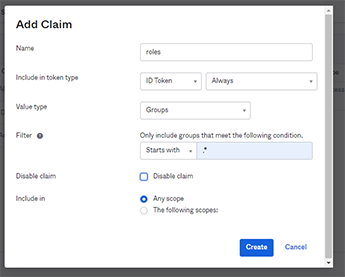 Add Claim
Name
roles
Include in token type
ID Token
Always
Value type
Groups
Filter
Only include groups that meet the following condition.
Starts with
.*
Disable claim
Disable claim
Include in
Any scope
The following scopes:
Create
Cancel